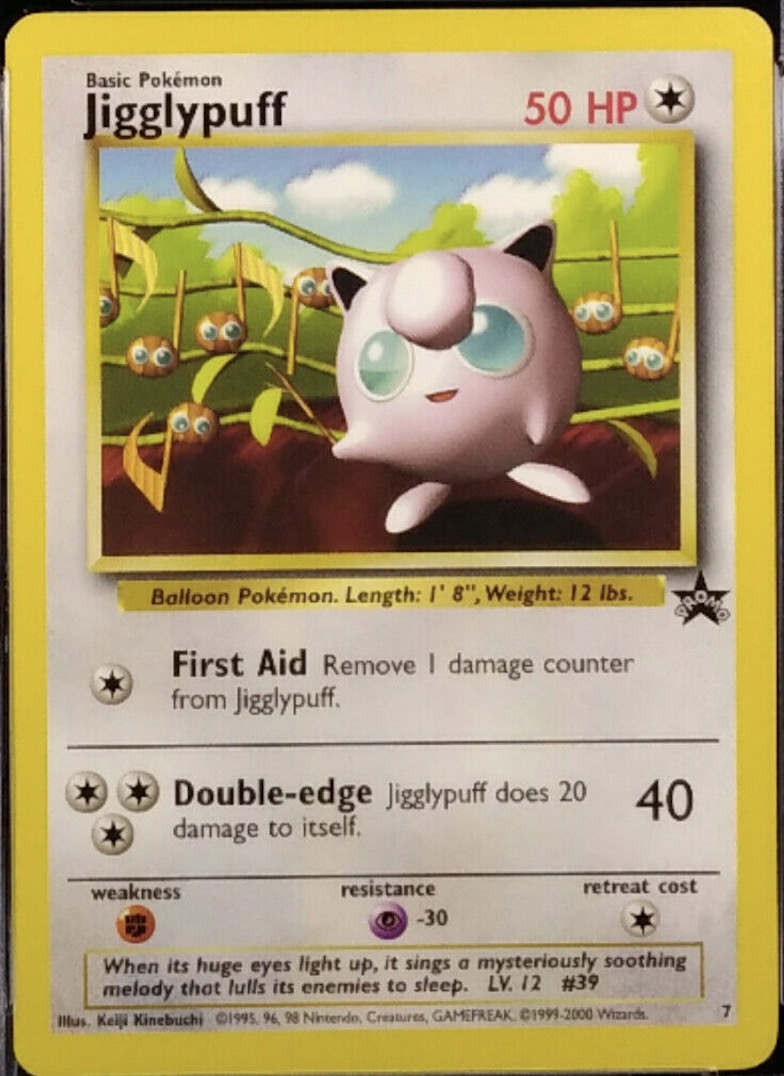 Basic Pokémon
Jigglypuff
50 HP
Balloon Pokémon. Length: 1' 8", Weight: 12 lbs.
PROMO
First Aid Remove 1 damage counter
from Jigglypuff.
Double-edge Jigglypuff does 20
damage to itself.
40
weakness
resistance
retreat cost
-30
When its huge eyes light up, it sings a mysteriously soothing
melody that lulls its enemies to sleep. LV. 12 #39
Illus. Keiji Kinebuchi ©1995, 96, 98 Nintendo, Creatures, GAMEFREAK. ©1999-2000 Wizards.
7